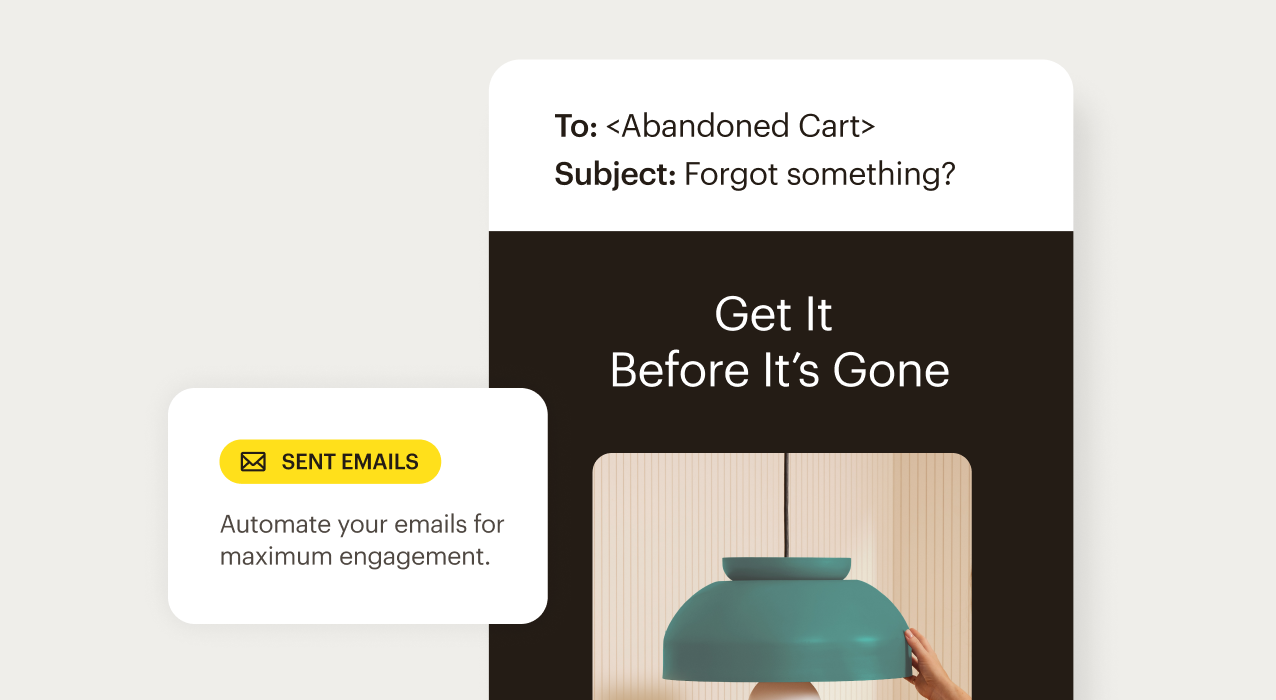 To: <Abandoned Cart>
Subject: Forgot something?
Get It
Before It’s Gone
SENT EMAILS
Automate your emails for
maximum engagement.